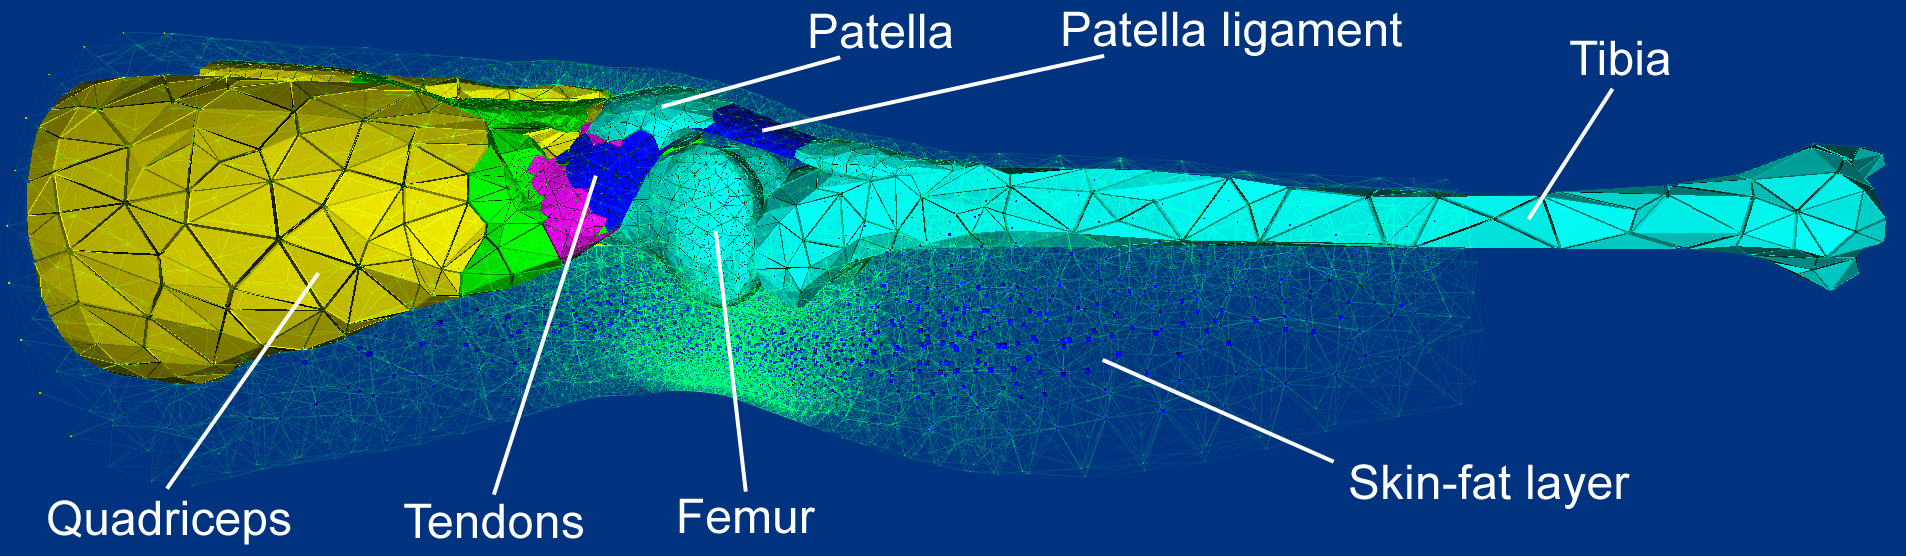 Patella
Patella ligament
Tibia
Quadriceps
Tendons
Femur
Skin-fat layer